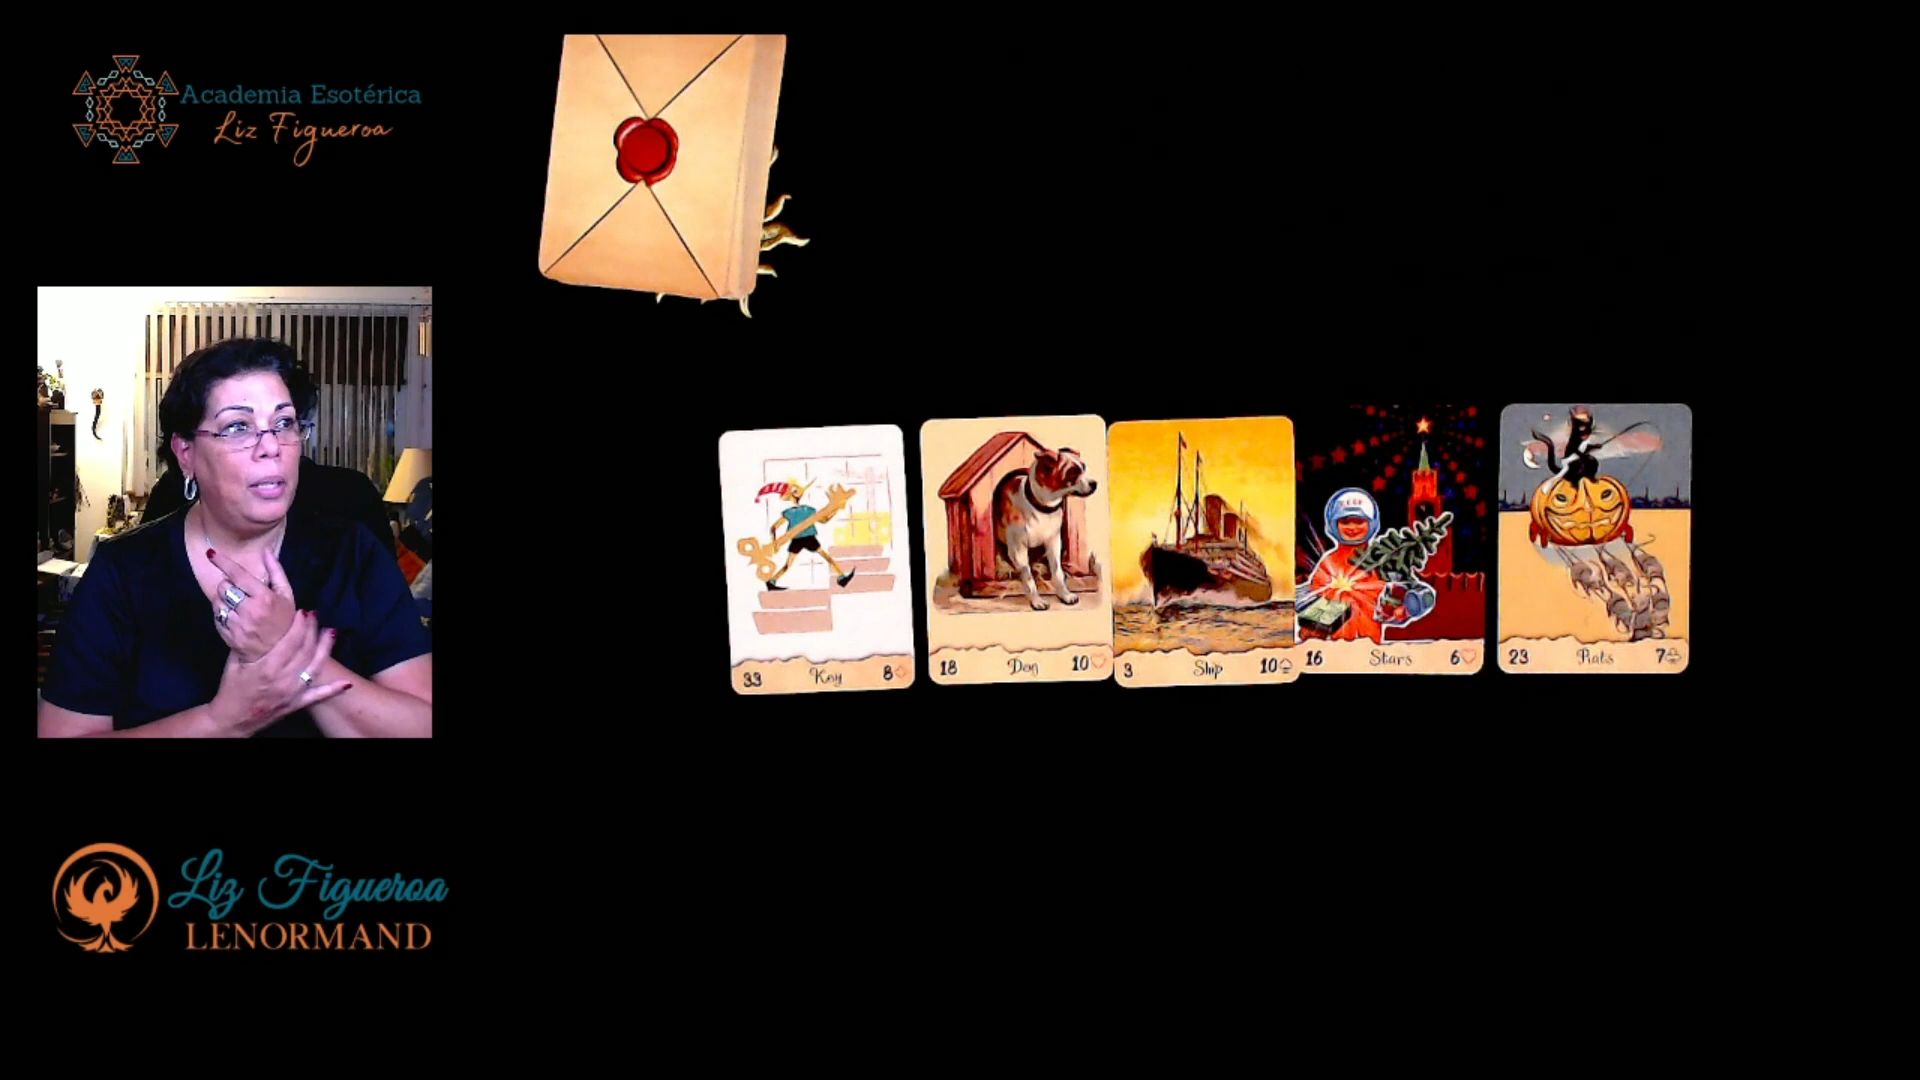 Academia Esotérica
Liz Figueroa
33 Key 8
18 Dog 10
3 Ship 10
16 Stars 6
23 Rats 7
Liz Figueroa
LENORMAND